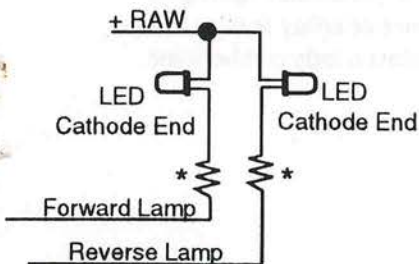 + RAW
LED
Cathode End
LED
Cathode End
*
*
Forward Lamp
Reverse Lamp